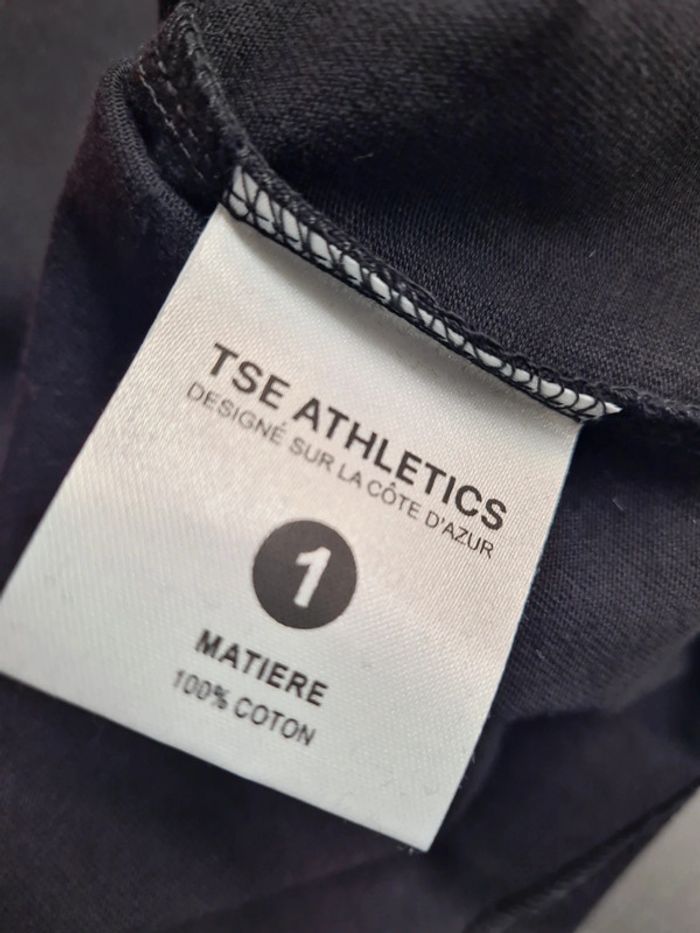 TSE ATHLETICS
DESIGNÉ SUR LA CÔTE D'AZUR
1
MATIERE
100% COTON